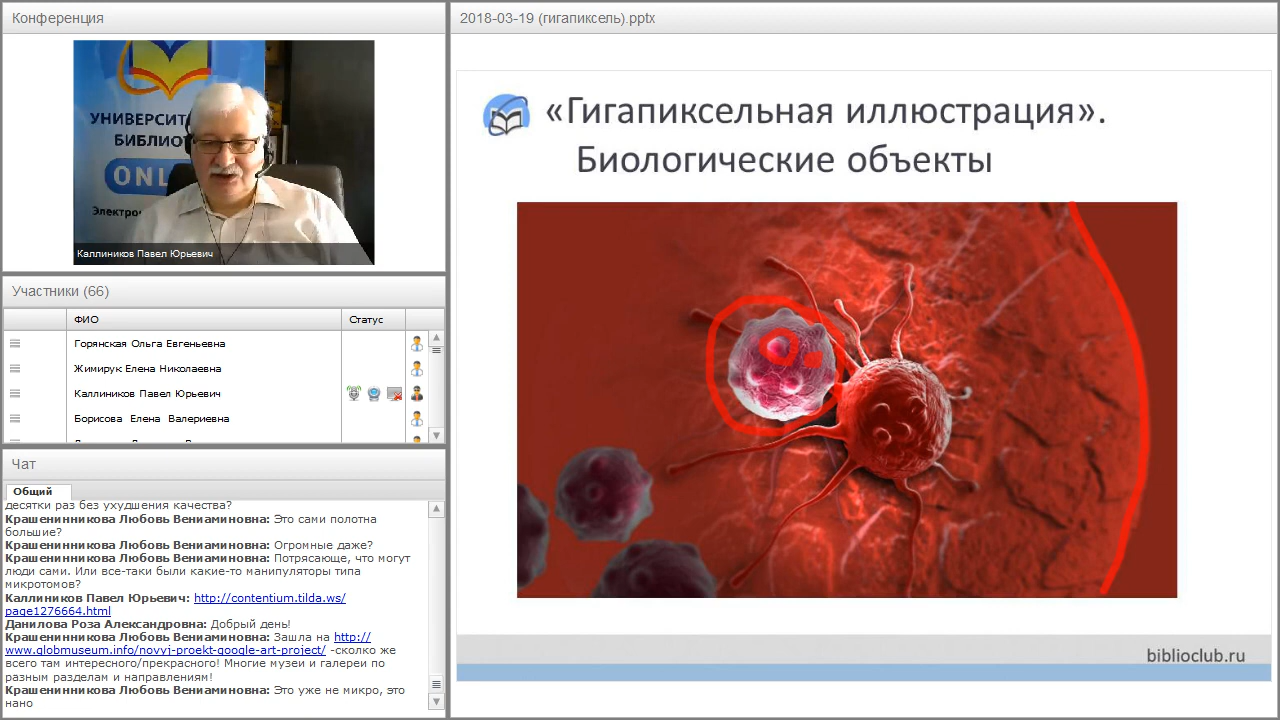 Конференция
УНИВЕРСИТ
БИБЛИО
ONL
Электро
Каллиников Павел Юрьевич
Участники (66)
ФИО Статус
Горянская Ольга Евгеньевна
Жимирук Елена Николаевна
Каллиников Павел Юрьевич
Борисова Елена Валериевна
Чат
Общий
десятки раз без ухудшения качества?
Крашенинникова Любовь Вениаминовна: Это сами полотна
большие?
Крашенинникова Любовь Вениаминовна: Огромные даже?
Крашенинникова Любовь Вениаминовна: Потрясающе, что могут
люди сами. Или все-таки были какие-то манипуляторы типа
микротомов?
Каллиников Павел Юрьевич: http://contentium.tilda.ws/
page1276664.html
Данилова Роза Александровна: Добрый день!
Крашенинникова Любовь Вениаминовна: Зашла на http://
www.globmuseum.info/novyj-proekt-google-art-project/ -сколько же
всего там интересного/прекрасного! Многие музеи и галереи по
разным разделам и направлениям!
Крашенинникова Любовь Вениаминовна: Это уже не микро, это
нано
2018-03-19 (гигапиксель).pptx
«Гигапиксельная иллюстрация».
Биологические объекты
biblioclub.ru